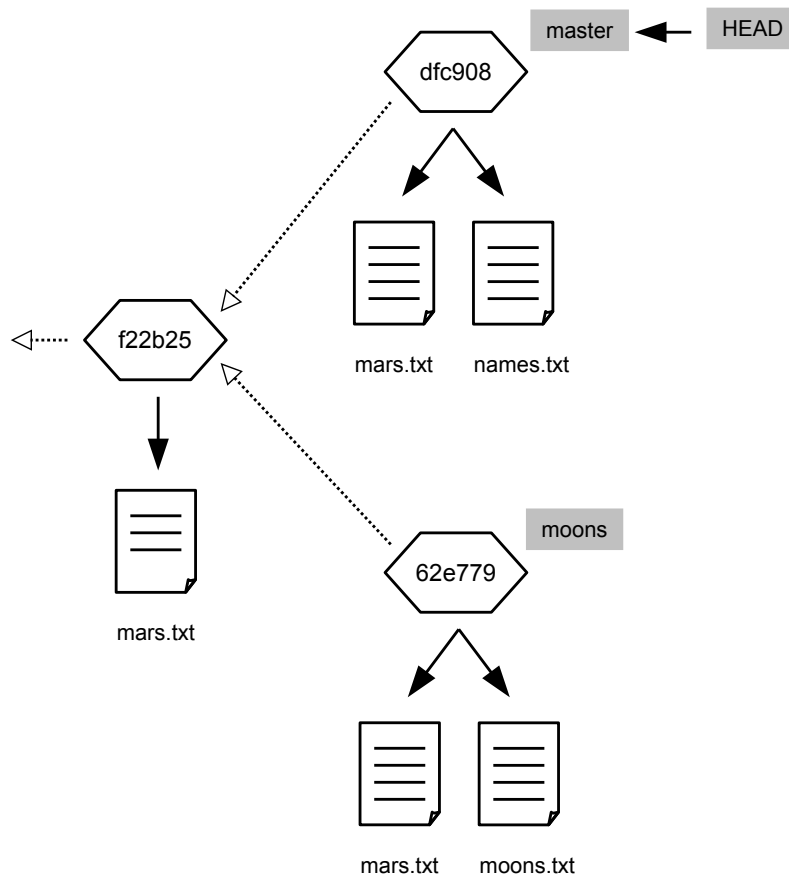 master
HEAD
dfc908
mars.txt
names.txt
f22b25
mars.txt
moons
62e779
mars.txt
moons.txt